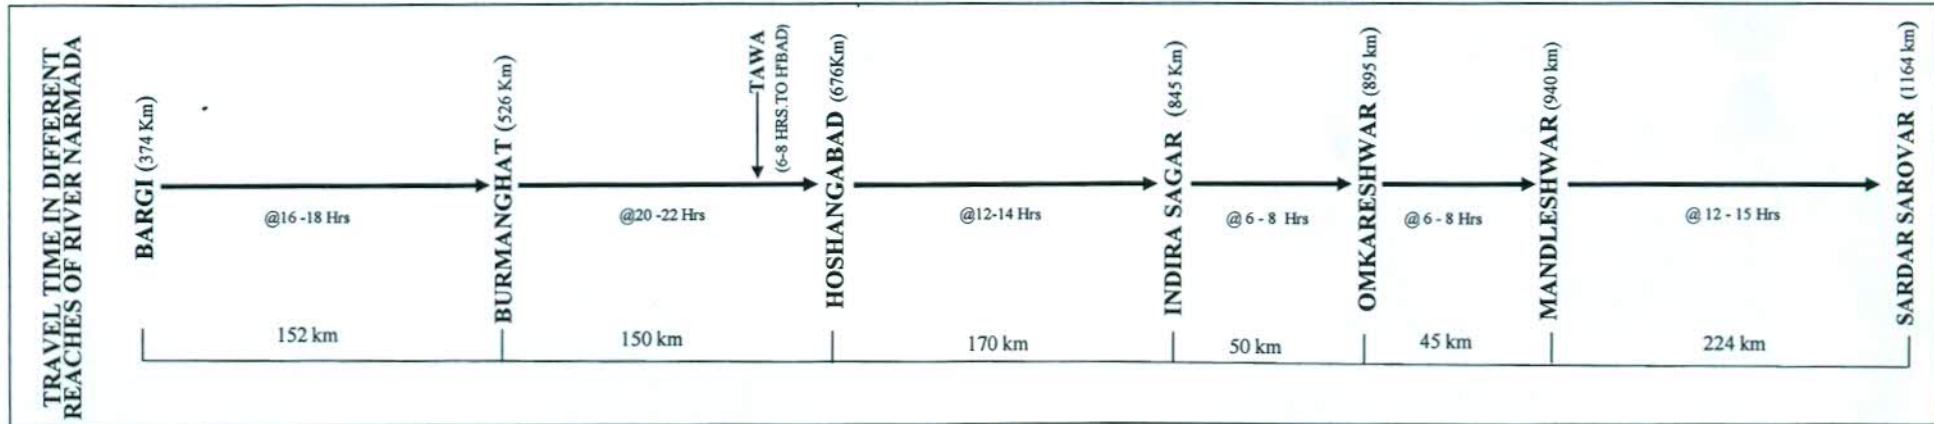 TRAVEL TIME IN DIFFERENT
REACHES OF RIVER NARMADA
BARGI (374 Km)
@16 -18 Hrs
BURMANGHAT (526 Km)
@20 -22 Hrs
TAWA
(6-8 HRS.TO H'BAD)
HOSHANGABAD (676Km)
@12-14 Hrs
INDIRA SAGAR (845 Km)
@ 6 - 8 Hrs
OMKARESHWAR (895 km)
@ 6 - 8 Hrs
MANDLESHWAR (940 km)
@ 12 - 15 Hrs
SARDAR SAROVAR (1164 km)
152 km
150 km
170 km
50 km
45 km
224 km